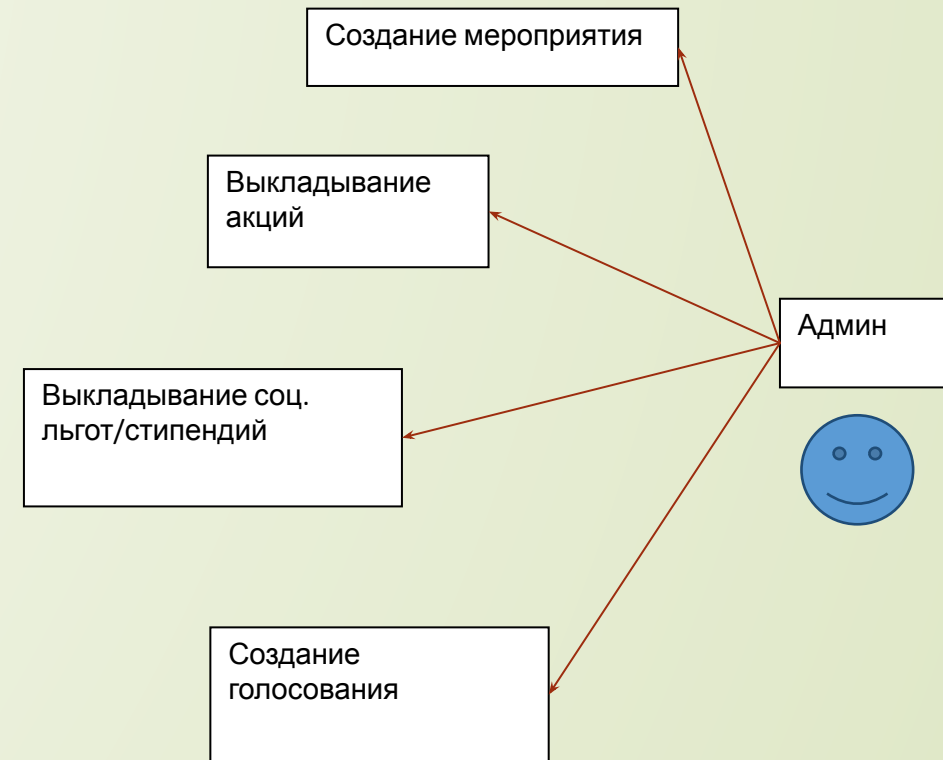 Создание мероприятия
Выкладывание
акций
Админ
Выкладывание соц.
льгот/стипендий
Создание
голосования